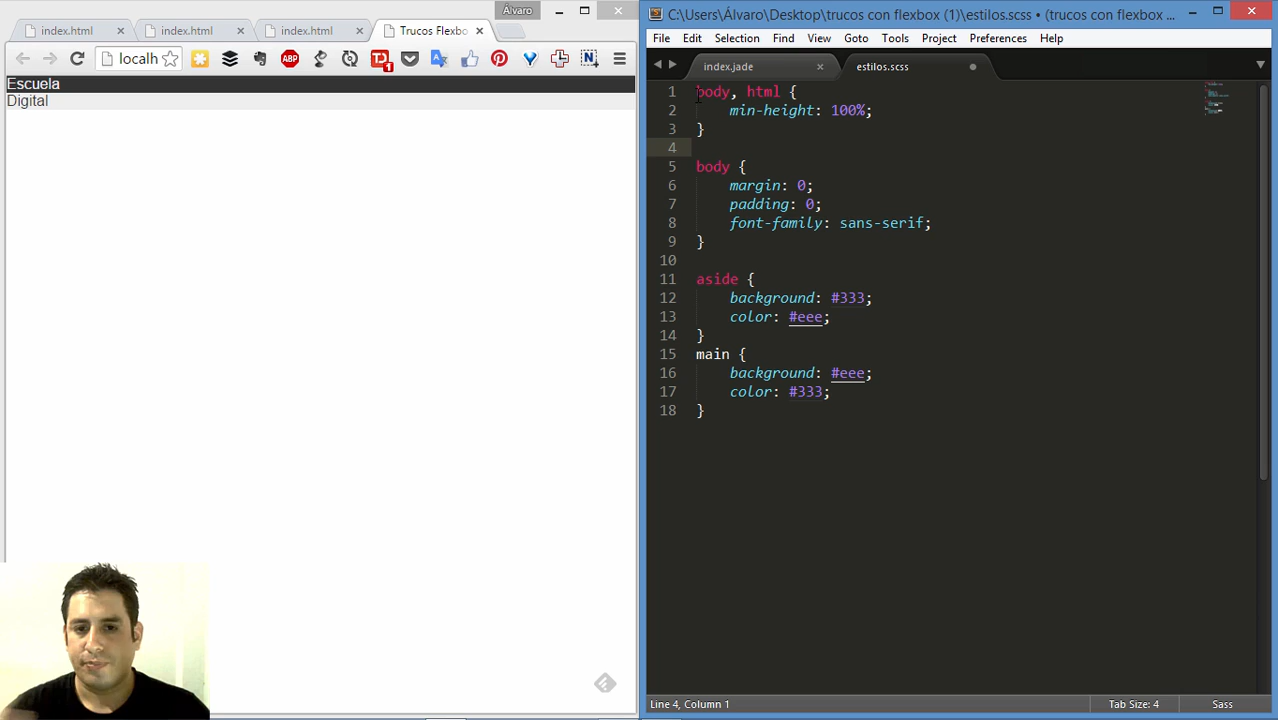 Alvaro
index.html
index.html
index.html
Trucos Flexbo
localh
ABP
TD
1
N
Escuela
Digital
C:\Users\Álvaro\Desktop\trucos con flexbox (1)\estilos.scss • (trucos con flexbox ...
File Edit Selection Find View Goto Tools Project Preferences Help
index.jade
estilos.scss
1 body, html {
2 min-height: 100%;
3 }
4
5 body {
6 margin: 0;
7 padding: 0;
8 font-family: sans-serif;
9 }
10
11 aside {
12 background: #333;
13 color: #eee;
14 }
15 main {
16 background: #eee;
17 color: #333;
18 }
Line 4, Column 1
Tab Size: 4
Sass